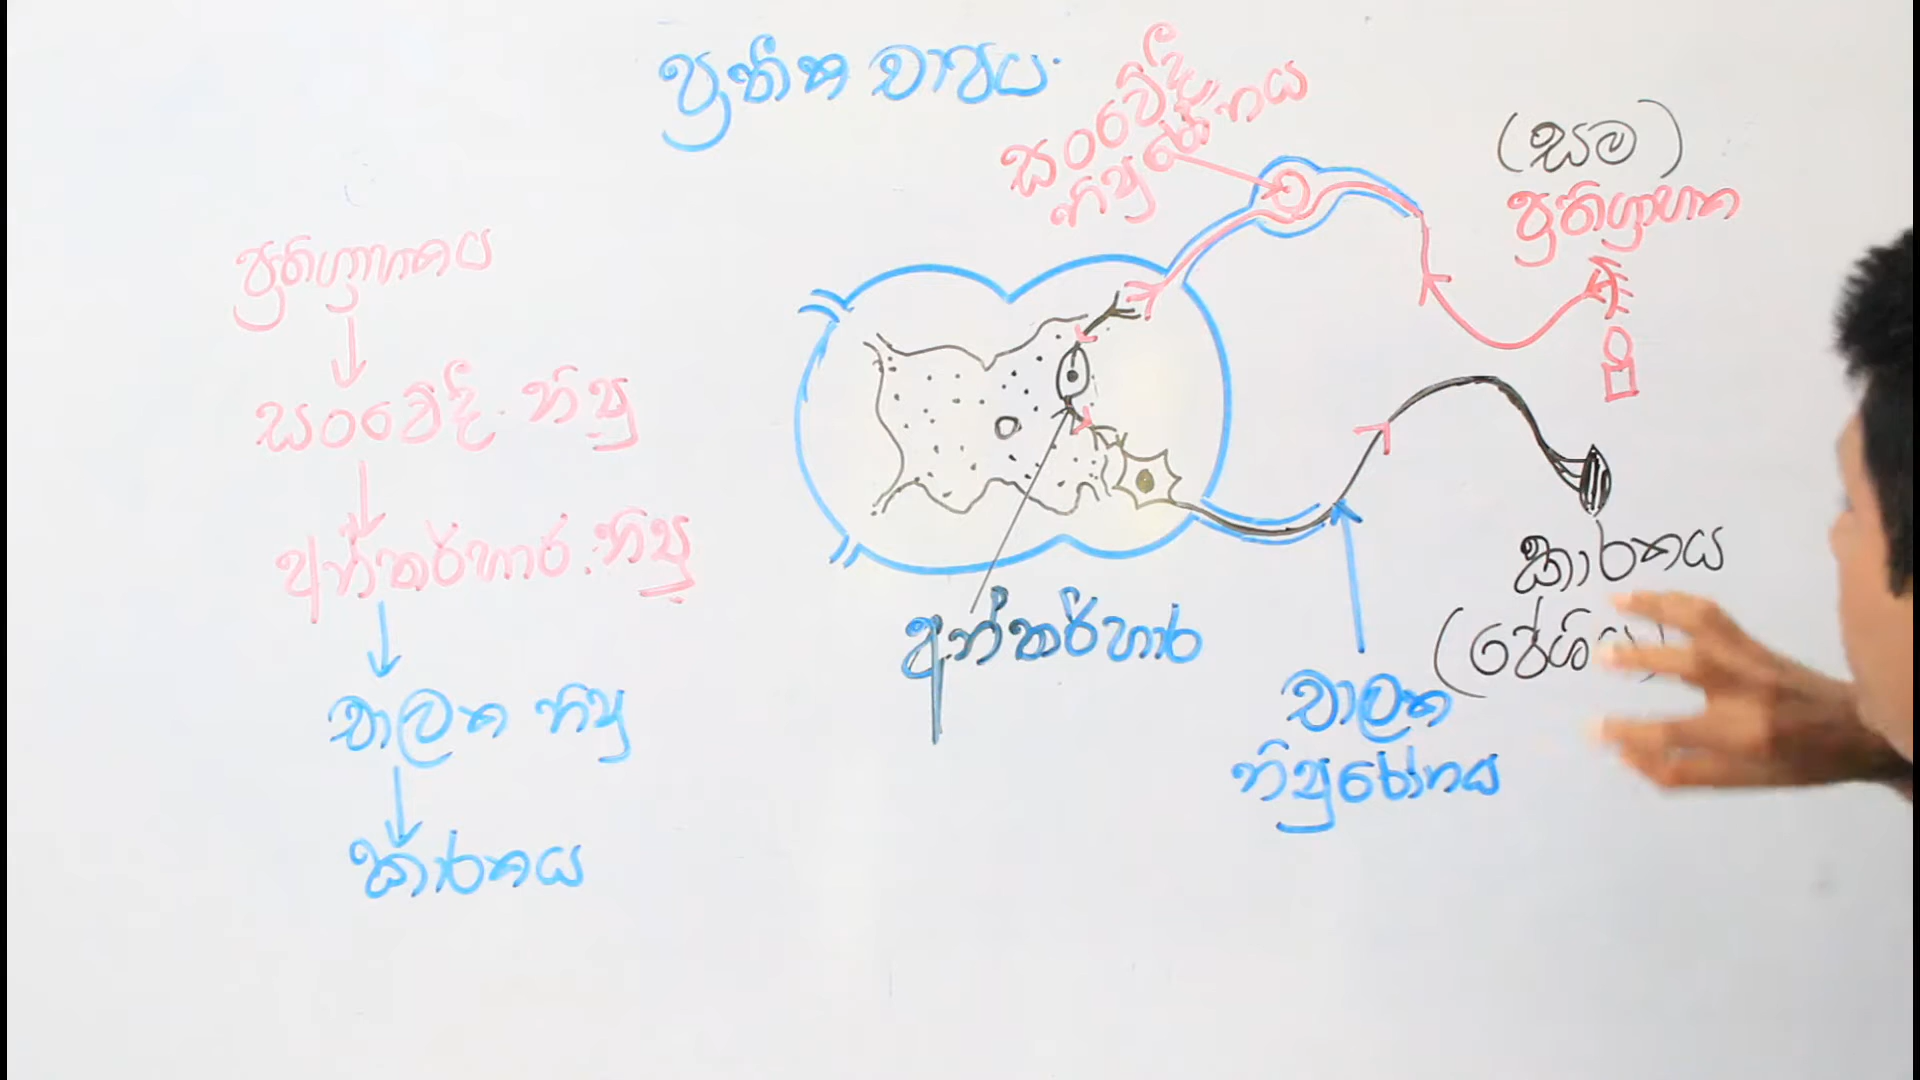 ප්‍රතීක චාපය
සංවේදී
නියුරෝනය
(සම)
ප්‍රතිග්‍රාහක
ප්‍රතිග්‍රාහකය
සංවේදී නියු
අන්තර්හාර නියු
චාලක නියු
කාරකය
අන්තර්හාර
චාලක
නියුරෝනය
කාරකය